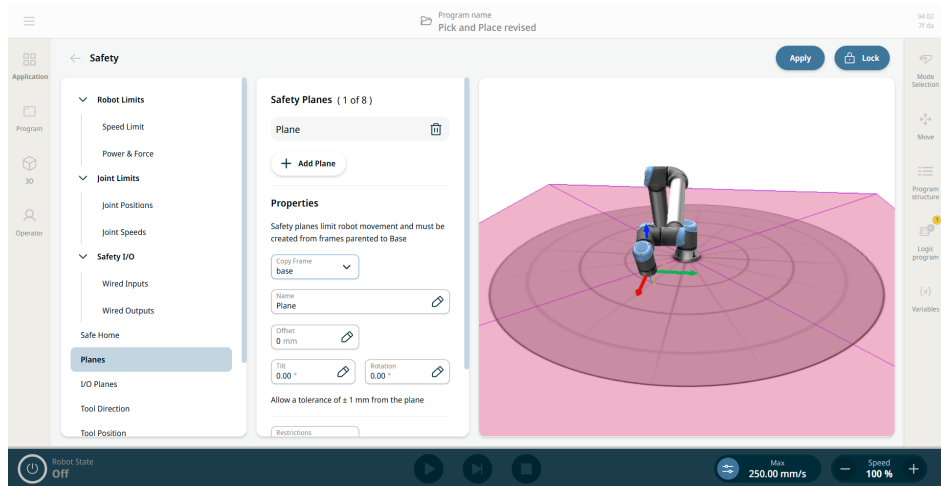 Program name
Pick and Place revised
94.02
7f da
Application
Program
3D
Operator
Safety
Apply
Lock
Robot Limits
Speed Limit
Power & Force
Joint Limits
Joint Positions
Joint Speeds
Safety I/O
Wired Inputs
Wired Outputs
Safe Home
Planes
I/O Planes
Tool Direction
Tool Position
Safety Planes ( 1 of 8 )
Plane
+ Add Plane
Properties
Safety planes limit robot movement and must be
created from frames parented to Base
Copy Frame
base
Name
Plane
Offset
0 mm
Tilt
0.00 °
Rotation
0.00 °
Allow a tolerance of ± 1 mm from the plane
Restrictions
Mode
Selection
Move
Program
structure
1
Logic
program
{x}
Variables
Robot State
Off
Max
250.00 mm/s
Speed
100 %